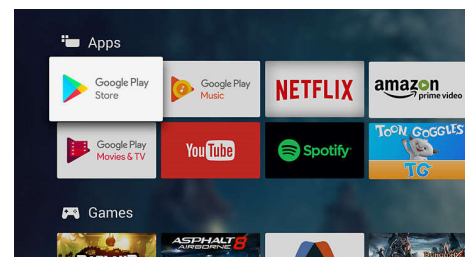 Apps
Google Play
Store
Google Play
Music
NETFLIX
amazon
prime video
Google Play
Movies & TV
YouTube
Spotify
TOON GOGGLES
TG
Games
ASPHALT 8
AIRBORNE